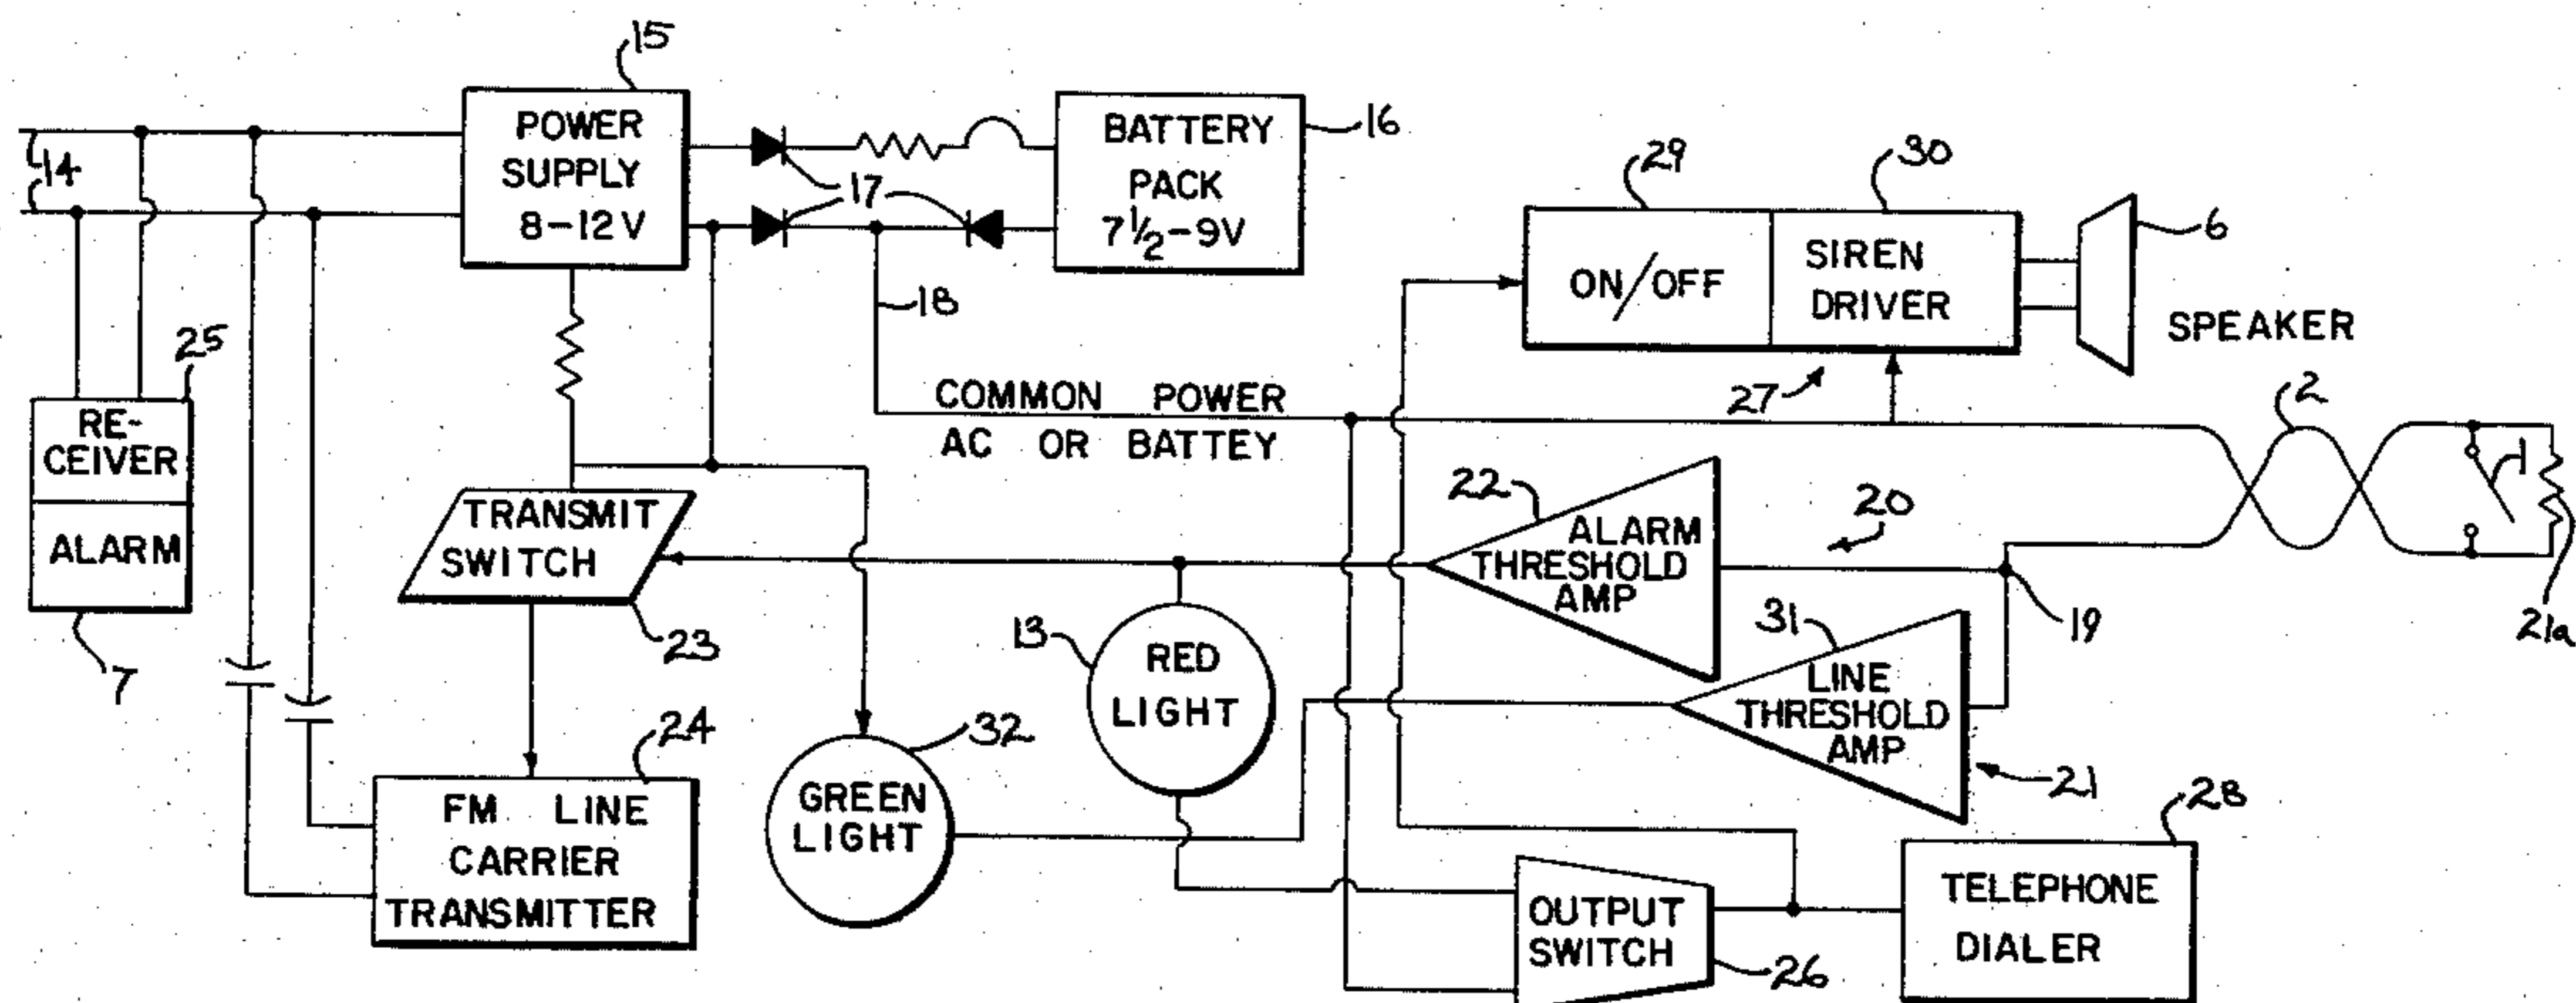 15
POWER
SUPPLY
8-12V
14
17
BATTERY
PACK
7½-9V
16
18
29
30
ON/OFF
SIREN
DRIVER
6
SPEAKER
27
25
RE-
CEIVER
ALARM
7
COMMON POWER
AC OR BATTEY
2
1
21a
TRANSMIT
SWITCH
23
22
ALARM
THRESHOLD
AMP
20
19
31
LINE
THRESHOLD
AMP
21
13
RED
LIGHT
24
FM LINE
CARRIER
TRANSMITTER
32
GREEN
LIGHT
OUTPUT
SWITCH
26
28
TELEPHONE
DIALER